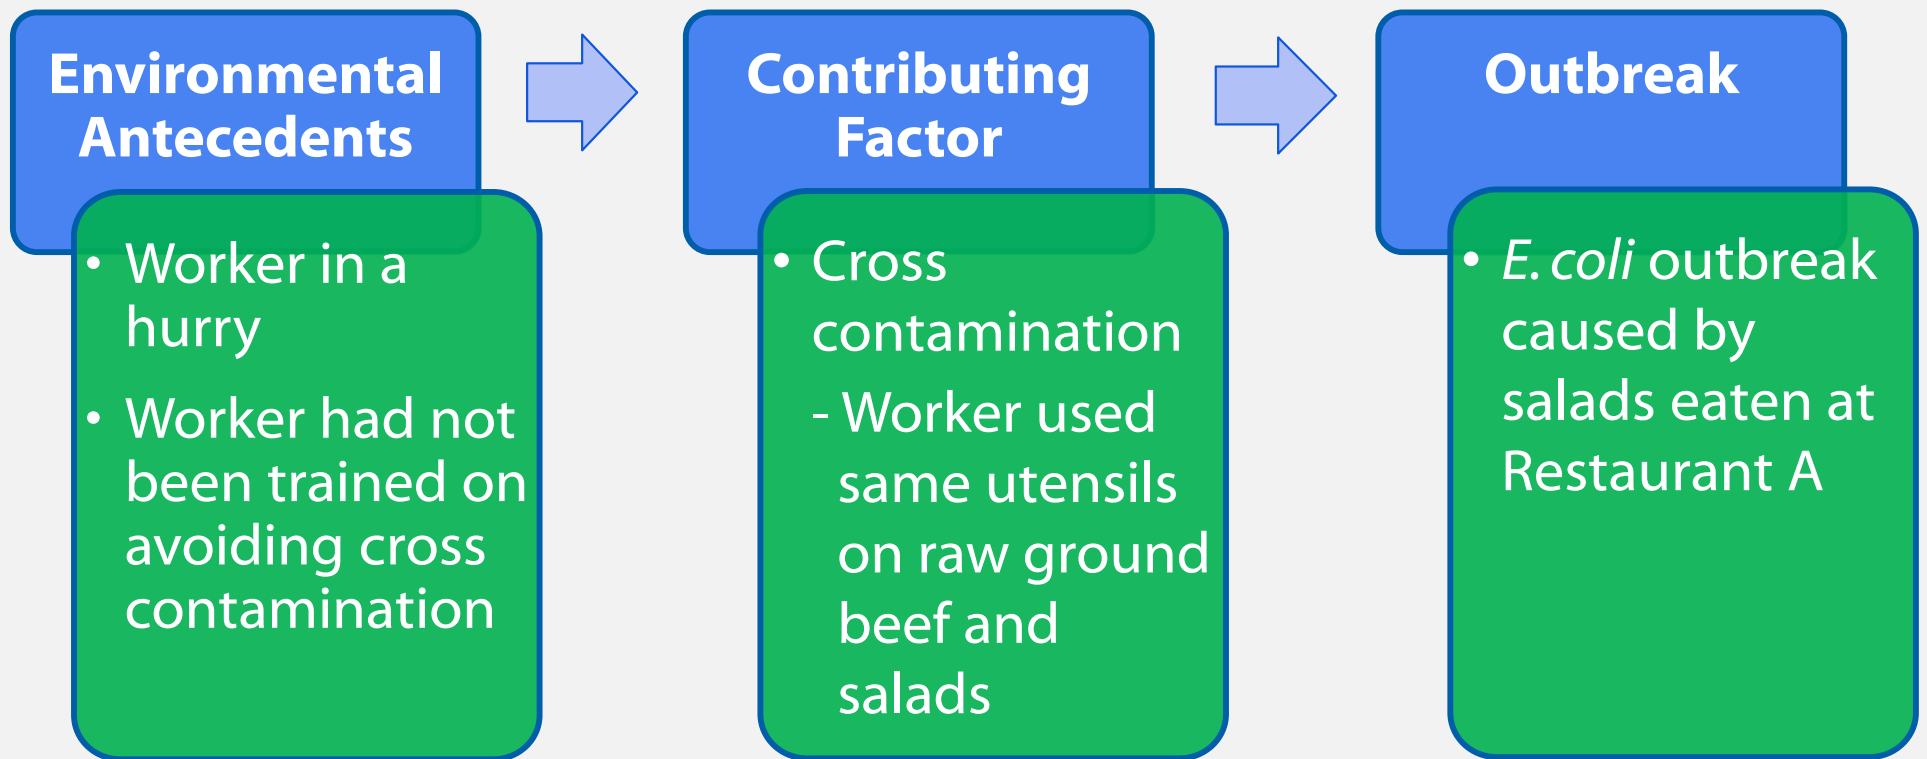 Environmental
Antecedents
• Worker in a
hurry
• Worker had not
been trained on
avoiding cross
contamination
Contributing
Factor
• Cross
contamination
- Worker used
same utensils
on raw ground
beef and
salads
Outbreak
• E. coli outbreak
caused by
salads eaten at
Restaurant A